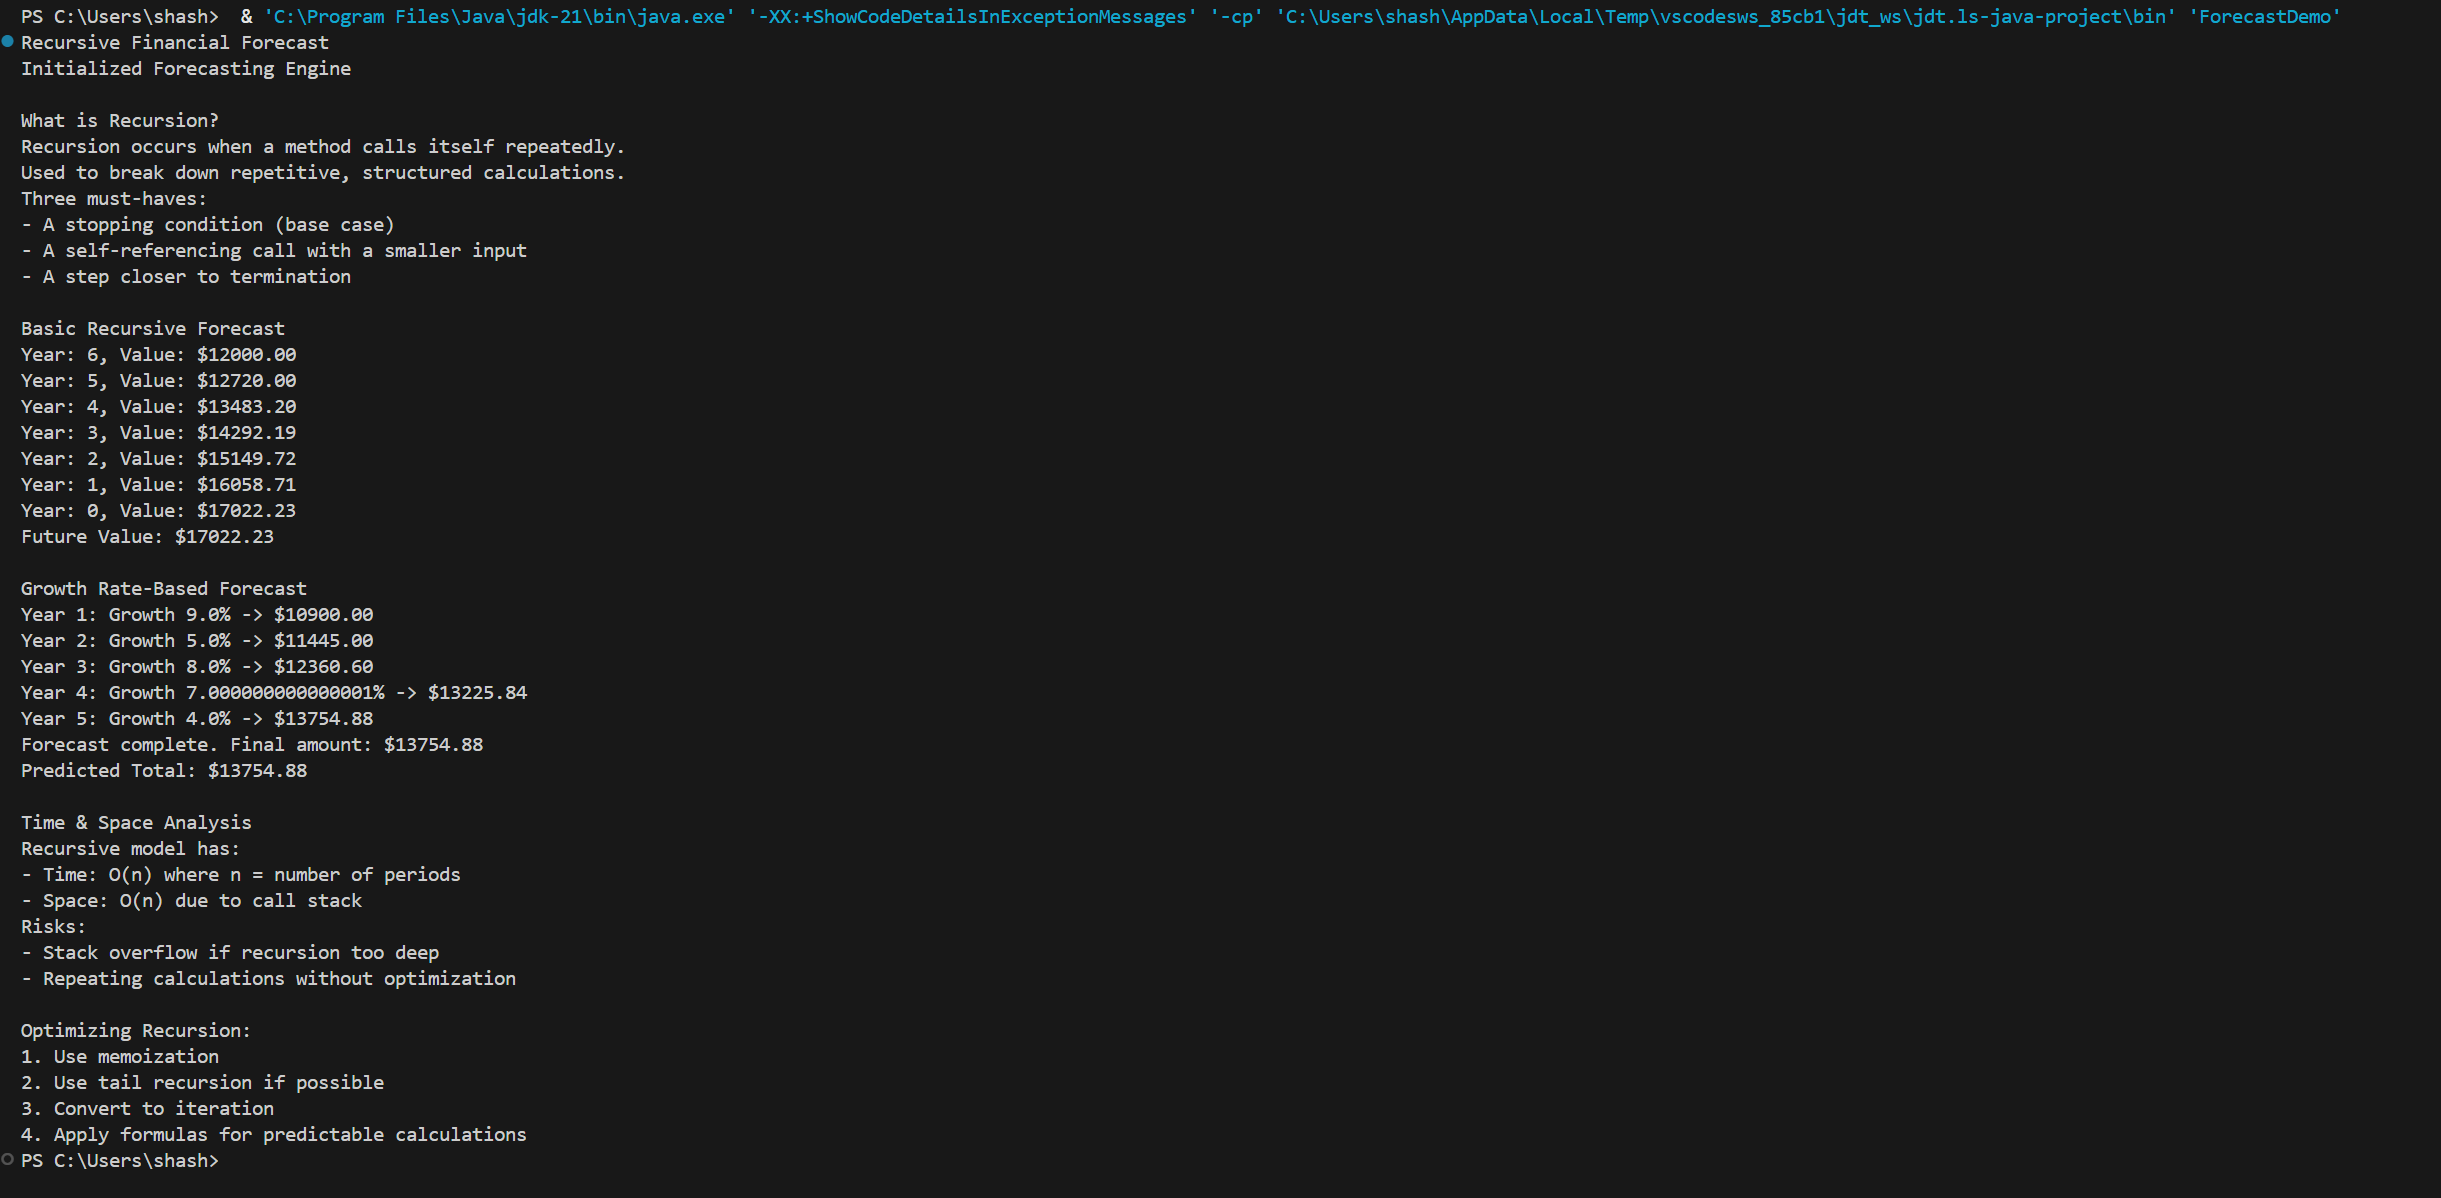 PS C:\Users\shash>  & 'C:\Program Files\Java\jdk-21\bin\java.exe' '-XX:+ShowCodeDetailsInExceptionMessages' '-cp' 'C:\Users\shash\AppData\Local\Temp\vscodesws_85cb1\jdt_ws\jdt.ls-java-project\bin' 'ForecastDemo'
Recursive Financial Forecast
Initialized Forecasting Engine

What is Recursion?
Recursion occurs when a method calls itself repeatedly.
Used to break down repetitive, structured calculations.
Three must-haves:
- A stopping condition (base case)
- A self-referencing call with a smaller input
- A step closer to termination

Basic Recursive Forecast
Year: 6, Value: $12000.00
Year: 5, Value: $12720.00
Year: 4, Value: $13483.20
Year: 3, Value: $14292.19
Year: 2, Value: $15149.72
Year: 1, Value: $16058.71
Year: 0, Value: $17022.23
Future Value: $17022.23

Growth Rate-Based Forecast
Year 1: Growth 9.0% -> $10900.00
Year 2: Growth 5.0% -> $11445.00
Year 3: Growth 8.0% -> $12360.60
Year 4: Growth 7.000000000000001% -> $13225.84
Year 5: Growth 4.0% -> $13754.88
Forecast complete. Final amount: $13754.88
Predicted Total: $13754.88

Time & Space Analysis
Recursive model has:
- Time: O(n) where n = number of periods
- Space: O(n) due to call stack
Risks:
- Stack overflow if recursion too deep
- Repeating calculations without optimization

Optimizing Recursion:
1. Use memoization
2. Use tail recursion if possible
3. Convert to iteration
4. Apply formulas for predictable calculations
PS C:\Users\shash>